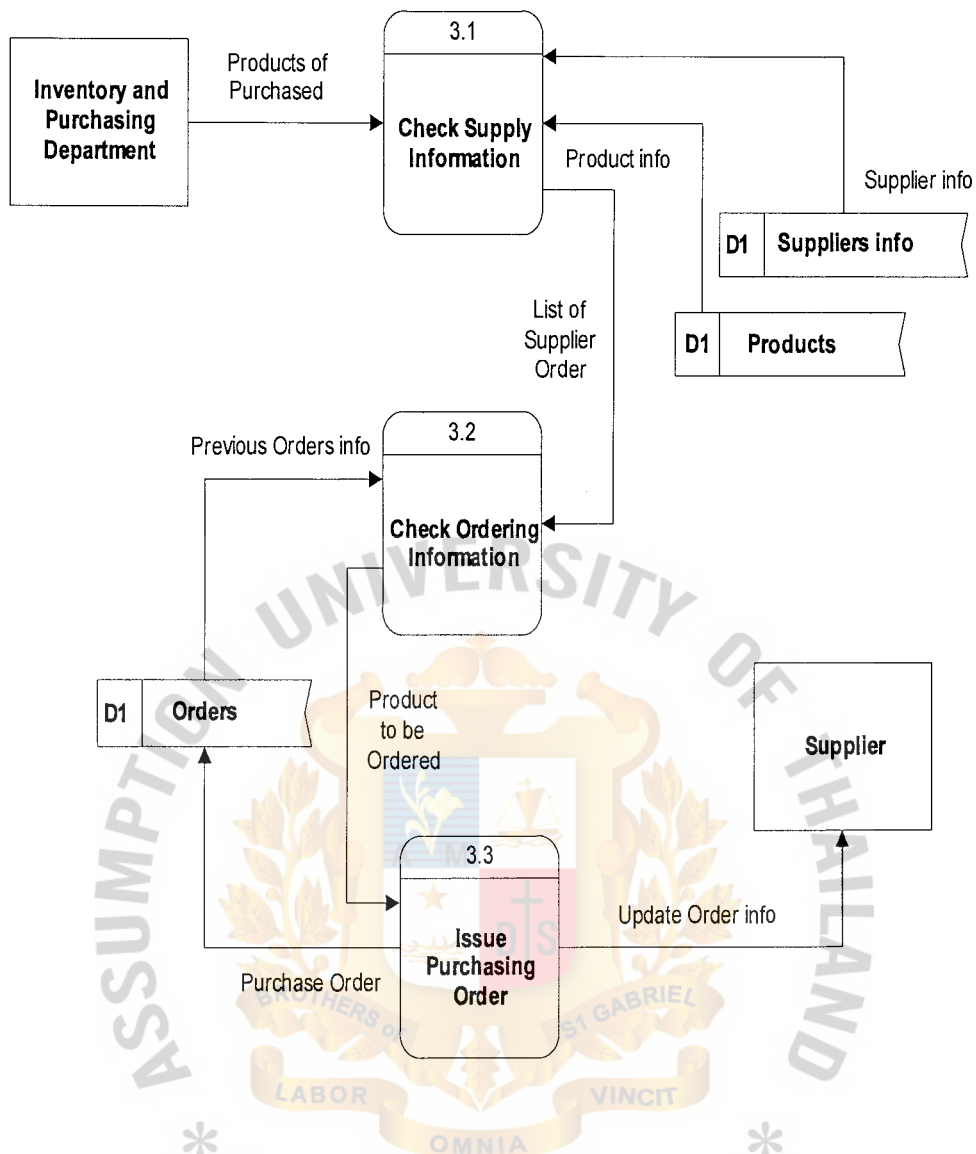 3.1
Inventory and
Purchasing
Department
Products of
Purchased
Check Supply
Information
Product info
Supplier info
D1
Suppliers info
D1
Products
List of
Supplier
Order
3.2
Previous Orders info
Check Ordering
Information
D1
Orders
Product
to be
Ordered
Supplier
3.3
Issue
Purchasing
Order
Update Order info
Purchase Order
ASSUMPTION UNIVERSITY OF THAILAND
A M
D S
BROTHERS OF
S1 GABRIEL
LABOR
OMNIA
VINCIT